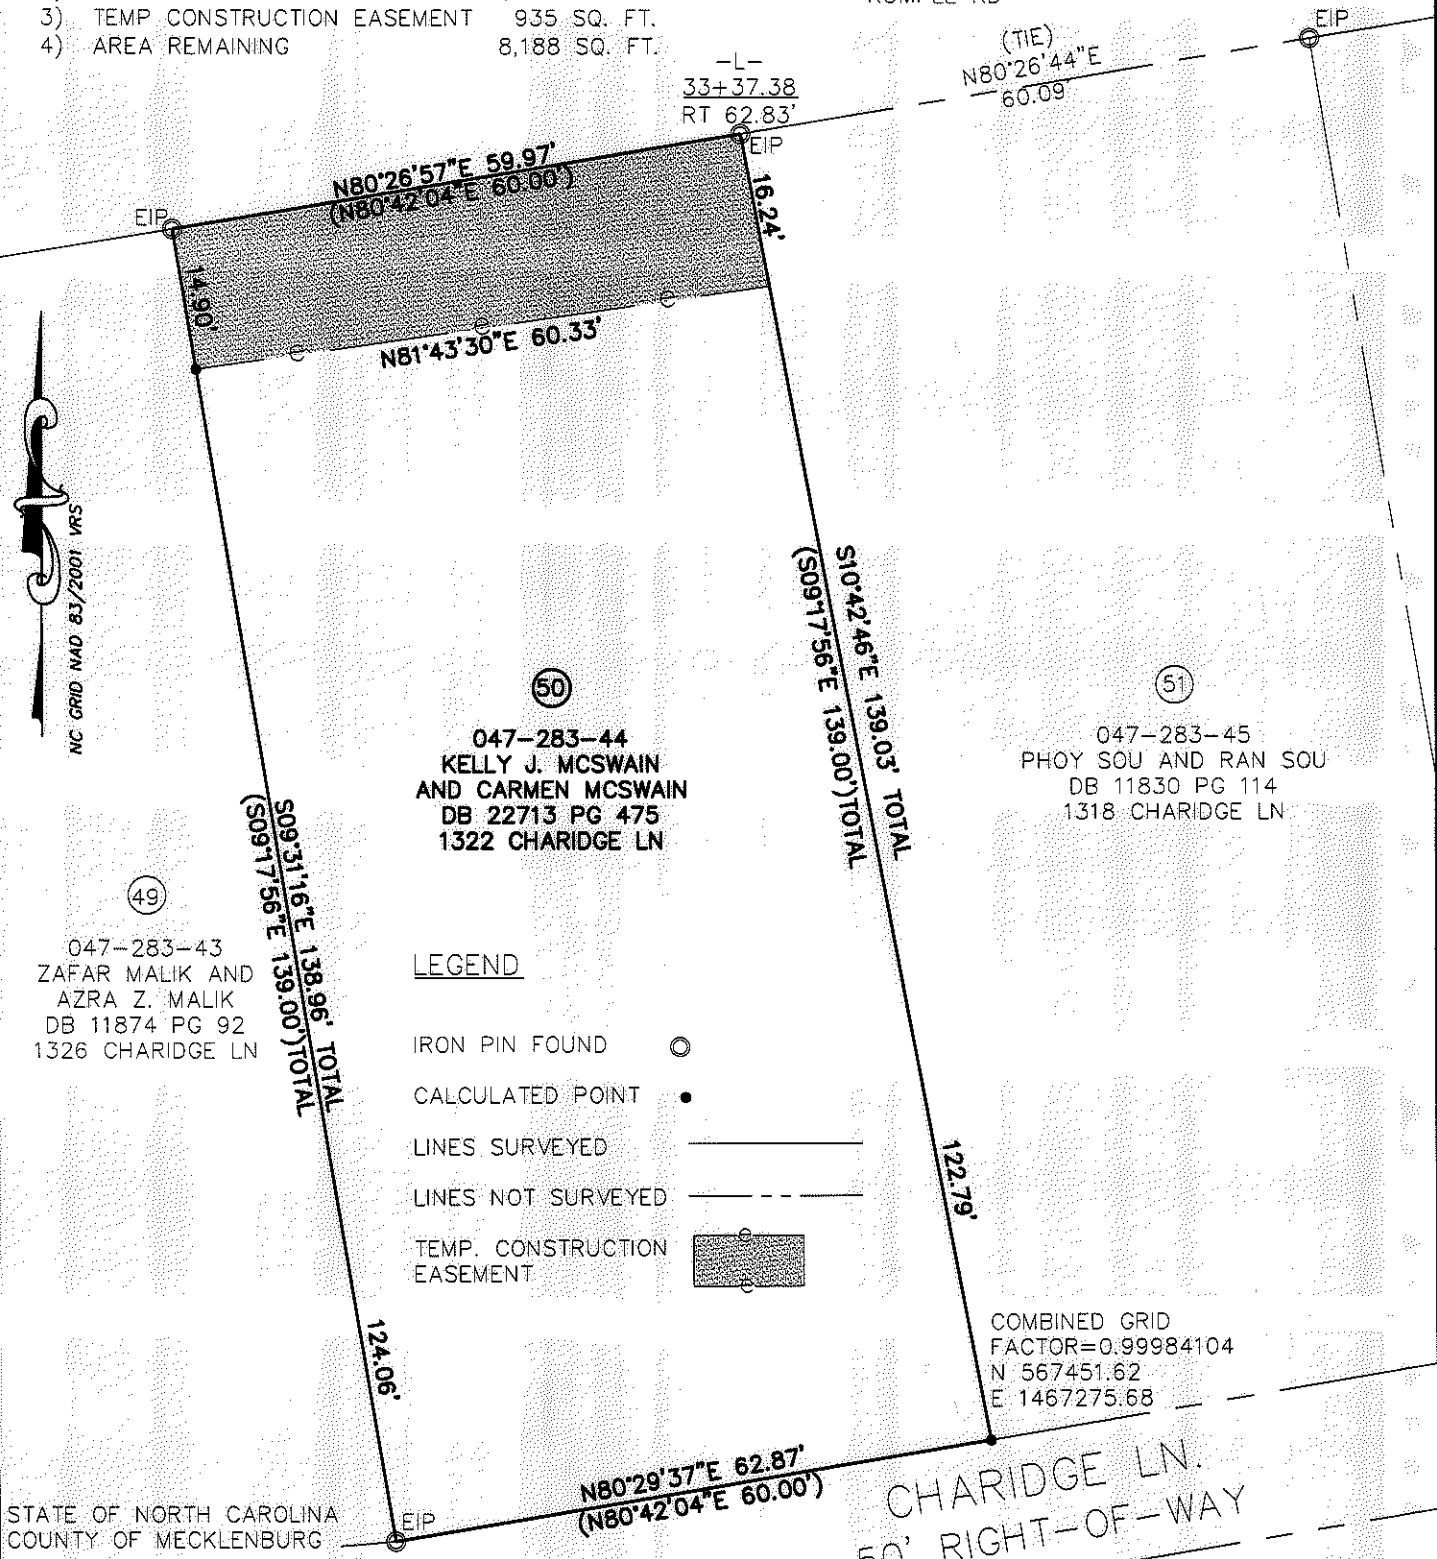 3) TEMP CONSTRUCTION EASEMENT 935 SQ. FT.
4) AREA REMAINING 8,188 SQ. FT.
-L-
33+37.38
RT 62.83'
(TIE)
N80°26'44"E
60.09'
EIP
EIP
EIP
N80°26'57"E 59.97'
(N80°42'04"E 60.00')
16.24'
14.90'
N81°43'30"E 60.33'
NC GRID NAD 83/2001 VRS
S10°42'46"E 139.03' TOTAL
(S09°17'56"E 139.00')TOTAL
50
047-283-44
KELLY J. MCSWAIN
AND CARMEN MCSWAIN
DB 22713 PG 475
1322 CHARIDGE LN
51
047-283-45
PHOY SOU AND RAN SOU
DB 11830 PG 114
1318 CHARIDGE LN
49
047-283-43
ZAFAR MALIK AND
AZRA Z. MALIK
DB 11874 PG 92
1326 CHARIDGE LN
S09°31'16"E 138.96' TOTAL
(S09°17'56"E 139.00')TOTAL
LEGEND
IRON PIN FOUND
CALCULATED POINT
LINES SURVEYED
LINES NOT SURVEYED
TEMP. CONSTRUCTION
EASEMENT
122.79'
124.06'
COMBINED GRID
FACTOR=0.99984104
N 567451.62
E 1467275.68
N80°29'37"E 62.87'
(N80°42'04"E 60.00')
CHARIDGE LN.
50' RIGHT-OF-WAY
EIP
STATE OF NORTH CAROLINA
COUNTY OF MECKLENBURG